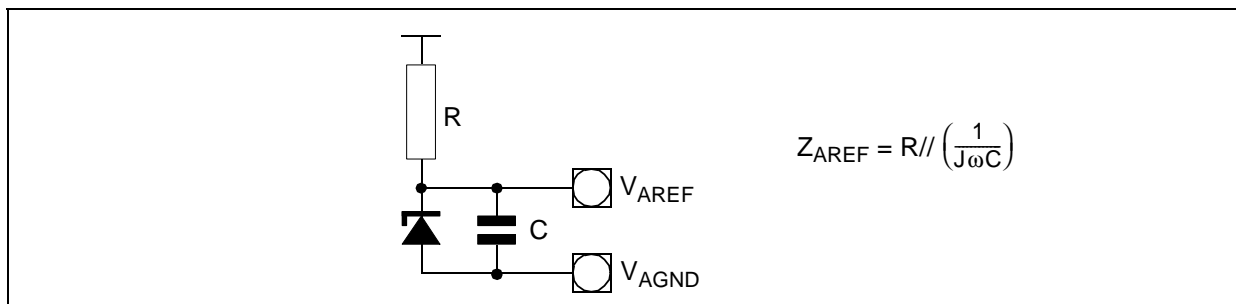 R
Z_AREF = R// (1/JωC)
V_AREF
C
V_AGND